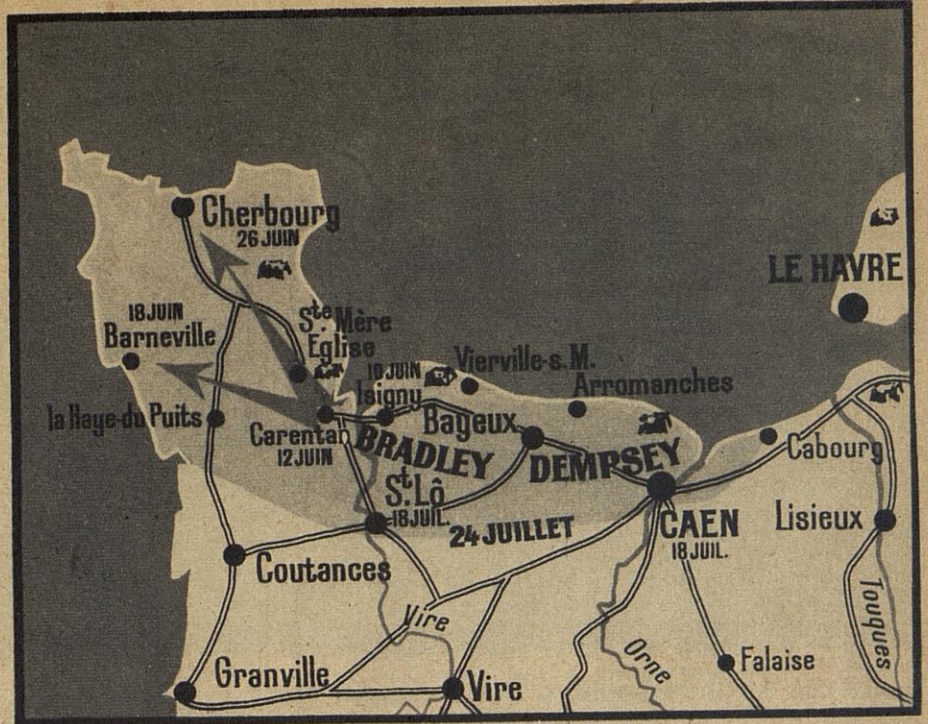 Cherbourg
26 JUIN
LE HAVRE
18 JUIN
Barneville
Ste Mère
Eglise
10 JUIN
Isigny
Vierville-s.M.
Arromanches
la Haye-du Puits
Carentan
12 JUIN
Bayeux
BRADLEY
DEMPSEY
Cabourg
St. Lô
18 JUIL.
24 JUILLET
CAEN
18 JUIL.
Lisieux
Coutances
Vire
Orne
Touques
Granville
Vire
Falaise